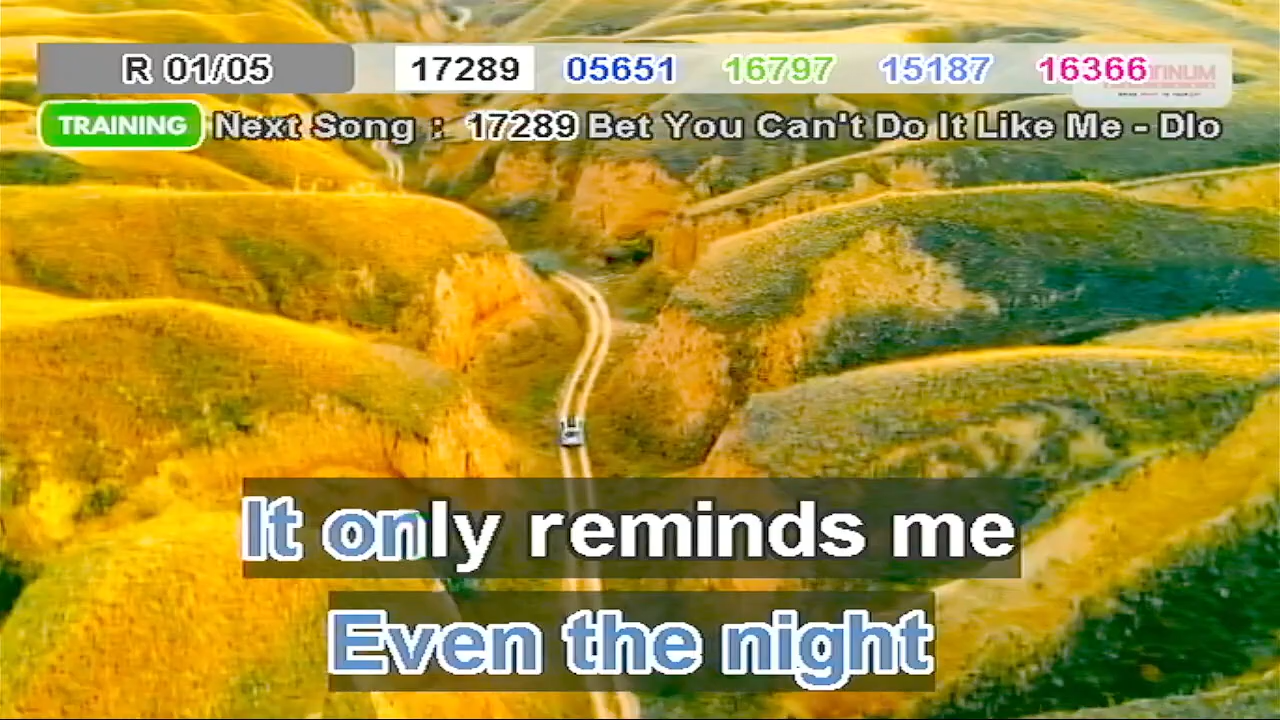 R 01/05 17289 05651 16797 15187 16366
TRAINING Next Song : 17289 Bet You Can't Do It Like Me - Dlo
It only reminds me
Even the night